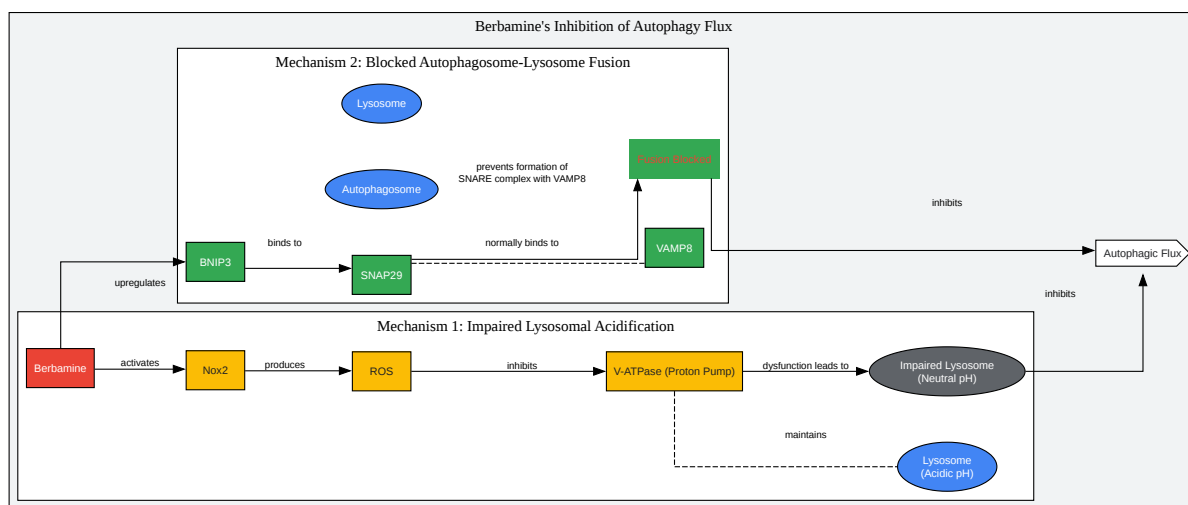 Berbamine's Inhibition of Autophagy Flux
Mechanism 2: Blocked Autophagosome-Lysosome Fusion
Lysosome
Fusion Blocked
prevents formation of
SNARE complex with VAMP8
Autophagosome
inhibits
VAMP8
binds to
normally binds to
BNIP3
SNAP29
Autophagic Flux
upregulates
inhibits
Mechanism 1: Impaired Lysosomal Acidification
Berbamine
activates
Nox2
produces
ROS
inhibits
V-ATPase (Proton Pump)
dysfunction leads to
Impaired Lysosome
(Neutral pH)
maintains
Lysosome
(Acidic pH)